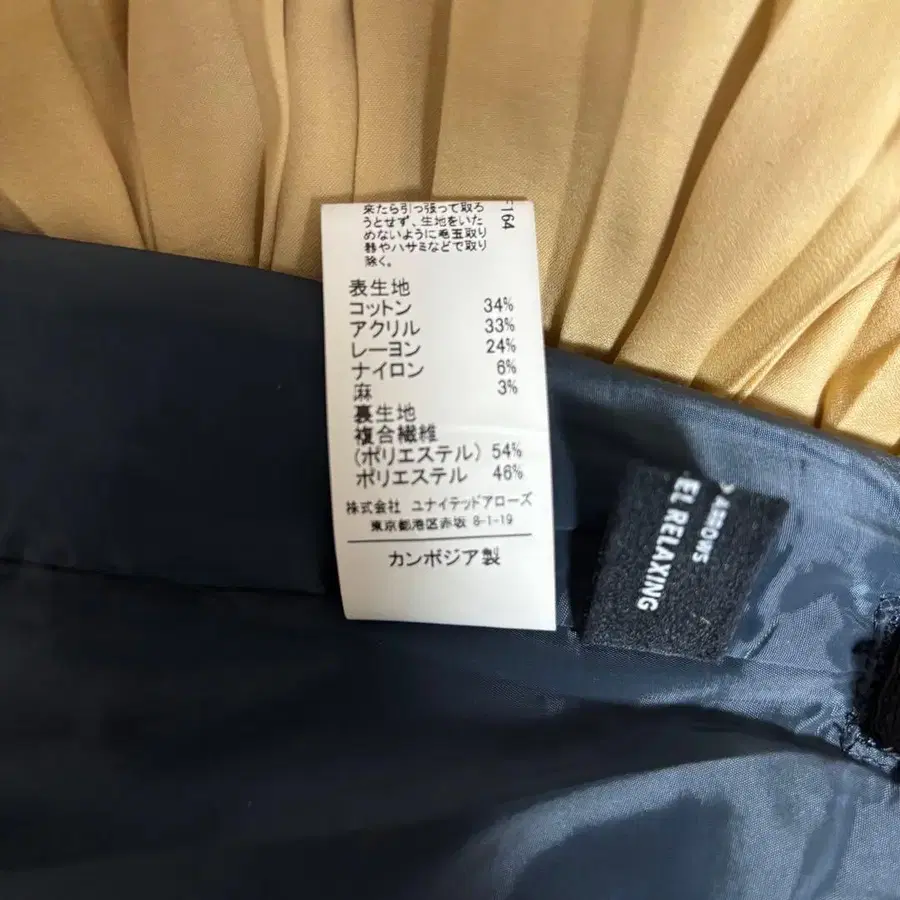 来たら引っ張って取ろ
うとせず、生地をいた
めないように毛玉取り
器やハサミなどで取り
除く。
164
表生地
コットン 34%
アクリル 33%
レーヨン 24%
ナイロン 6%
麻 3%
裏生地
複合繊維
(ポリエステル) 54%
ポリエステル 46%
株式会社 ユナイテッドアローズ
東京都港区赤坂 8-1-19
カンボジア製
ARROWS
EL RELAXING